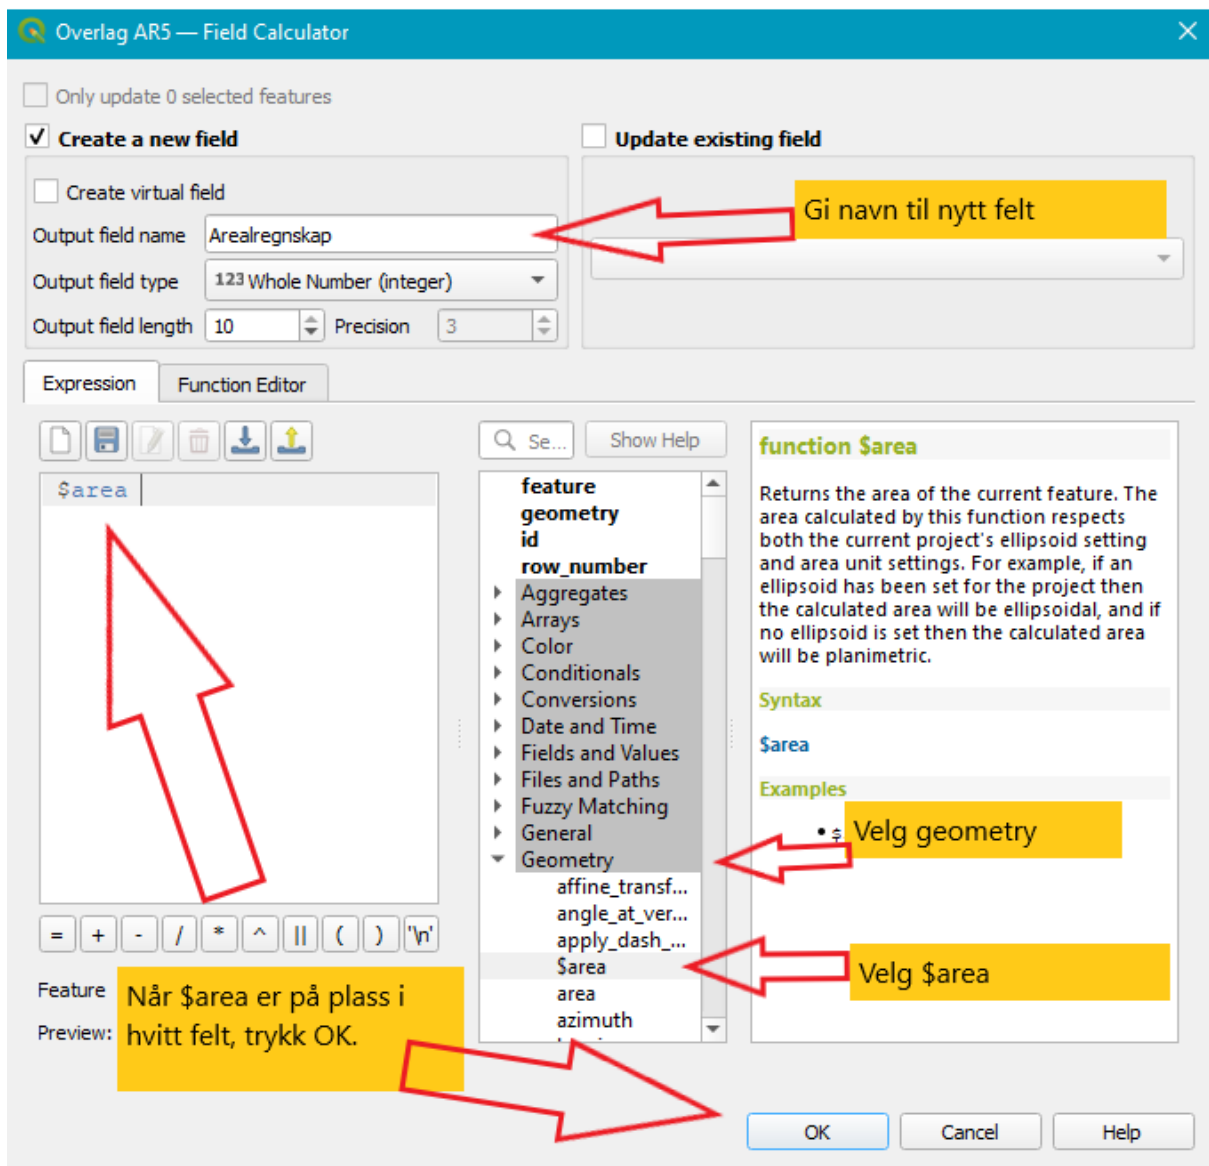 Overlag AR5 — Field Calculator
Only update 0 selected features
Create a new field
Update existing field
Create virtual field
Gi navn til nytt felt
Output field name Arealregnskap
Output field type 123 Whole Number (integer)
Output field length 10 Precision 3
Expression Function Editor
Se... Show Help
$area
feature
geometry
id
row_number
Aggregates
Arrays
Color
Conditionals
Conversions
Date and Time
Fields and Values
Files and Paths
Fuzzy Matching
General
Geometry
affine_transf...
angle_at_ver...
apply_dash_...
$area
area
azimuth
function $area
Returns the area of the current feature. The
area calculated by this function respects
both the current project's ellipsoid setting
and area unit settings. For example, if an
ellipsoid has been set for the project then
the calculated area will be ellipsoidal, and if
no ellipsoid is set then the calculated area
will be planimetric.
Syntax
$area
Examples
• $
Velg geometry
Velg $area
= + - / * ^ || ( ) '\n'
Feature
Preview:
Når $area er på plass i
hvitt felt, trykk OK.
OK Cancel Help